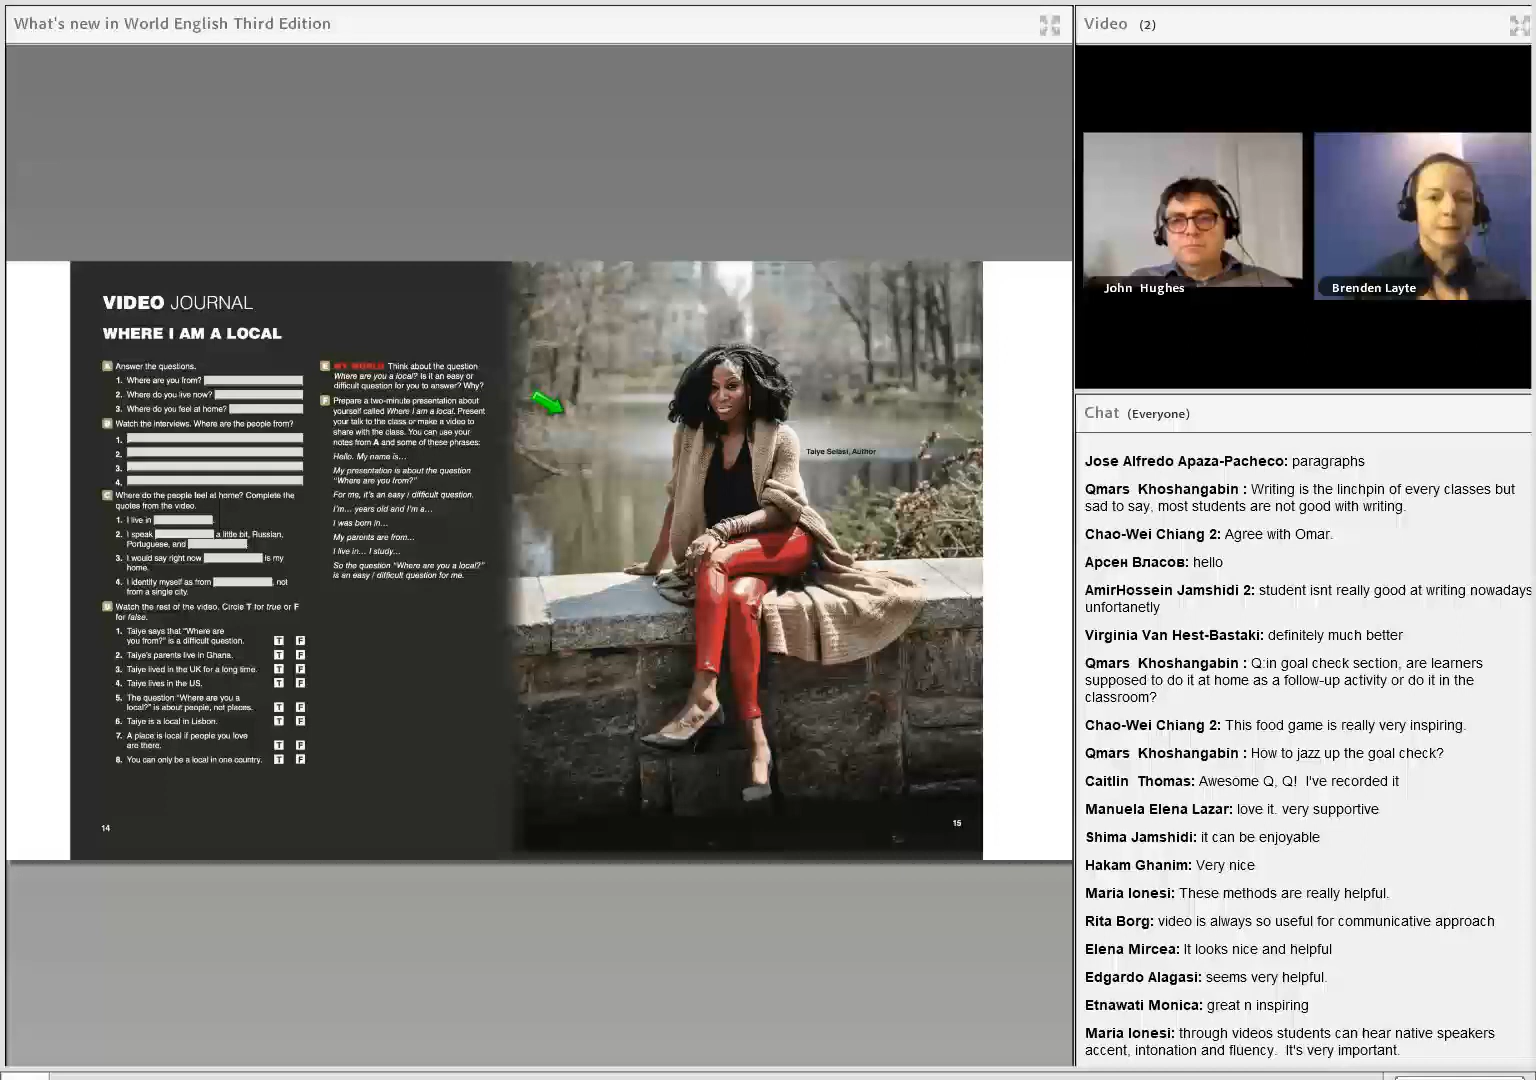 What's new in World English Third Edition
VIDEO JOURNAL
WHERE I AM A LOCAL
A Answer the questions.
1. Where are you from?
2. Where do you live now?
3. Where do you feel at home?
B Watch the interviews. Where are the people from?
1.
2.
3.
4.
C Where do the people feel at home? Complete the
quotes from the video.
1. I live in
2. I speak a little bit, Russian,
Portuguese, and
3. I would say right now is my
home.
4. I identify myself as from , not
from a single city.
D Watch the rest of the video. Circle T for true or F
for false.
1. Taiye says that "Where are
you from?" is a difficult question. T F
2. Taiye's parents live in Ghana. T F
3. Taiye lived in the UK for a long time. T F
4. Taiye lives in the US. T F
5. The question "Where are you a
local?" is about people, not places. T F
6. Taiye is a local in Lisbon. T F
7. A place is local if people you love
are there. T F
8. You can only be a local in one country. T F
14
E MY WORLD Think about the question
Where are you a local? Is it an easy or
difficult question for you to answer? Why?
F Prepare a two-minute presentation about
yourself called Where I am a local. Present
your talk to the class or make a video to
share with the class. You can use your
notes from A and some of these phrases:
Hello. My name is...
My presentation is about the question
"Where are you from?"
For me, it's an easy / difficult question.
I'm... years old and I'm a...
I was born in...
My parents are from...
I live in... I study...
So the question "Where are you a local?"
is an easy / difficult question for me.
Taiye Selasi, Author
15
Video (2)
John Hughes
Brenden Layte
Chat (Everyone)
Jose Alfredo Apaza-Pacheco: paragraphs
Qmars Khoshangabin : Writing is the linchpin of every classes but
sad to say, most students are not good with writing.
Chao-Wei Chiang 2: Agree with Omar.
Арсен Власов: hello
AmirHossein Jamshidi 2: student isnt really good at writing nowadays
unfortanetly
Virginia Van Hest-Bastaki: definitely much better
Qmars Khoshangabin : Q:in goal check section, are learners
supposed to do it at home as a follow-up activity or do it in the
classroom?
Chao-Wei Chiang 2: This food game is really very inspiring.
Qmars Khoshangabin : How to jazz up the goal check?
Caitlin Thomas: Awesome Q, Q! I've recorded it
Manuela Elena Lazar: love it. very supportive
Shima Jamshidi: it can be enjoyable
Hakam Ghanim: Very nice
Maria Ionesi: These methods are really helpful.
Rita Borg: video is always so useful for communicative approach
Elena Mircea: It looks nice and helpful
Edgardo Alagasi: seems very helpful.
Etnawati Monica: great n inspiring
Maria Ionesi: through videos students can hear native speakers
accent, intonation and fluency. It's very important.